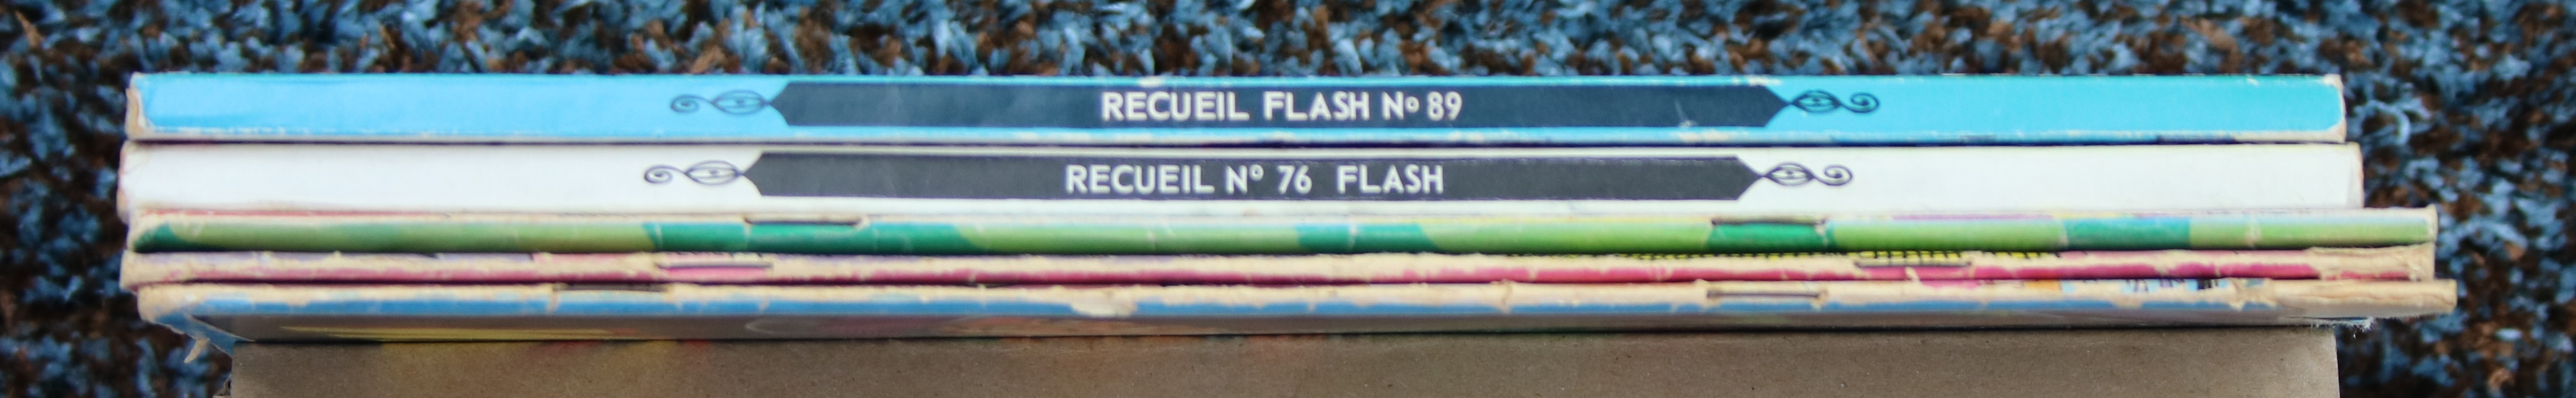 RECUEIL FLASH Nº 89
RECUEIL Nº 76 FLASH